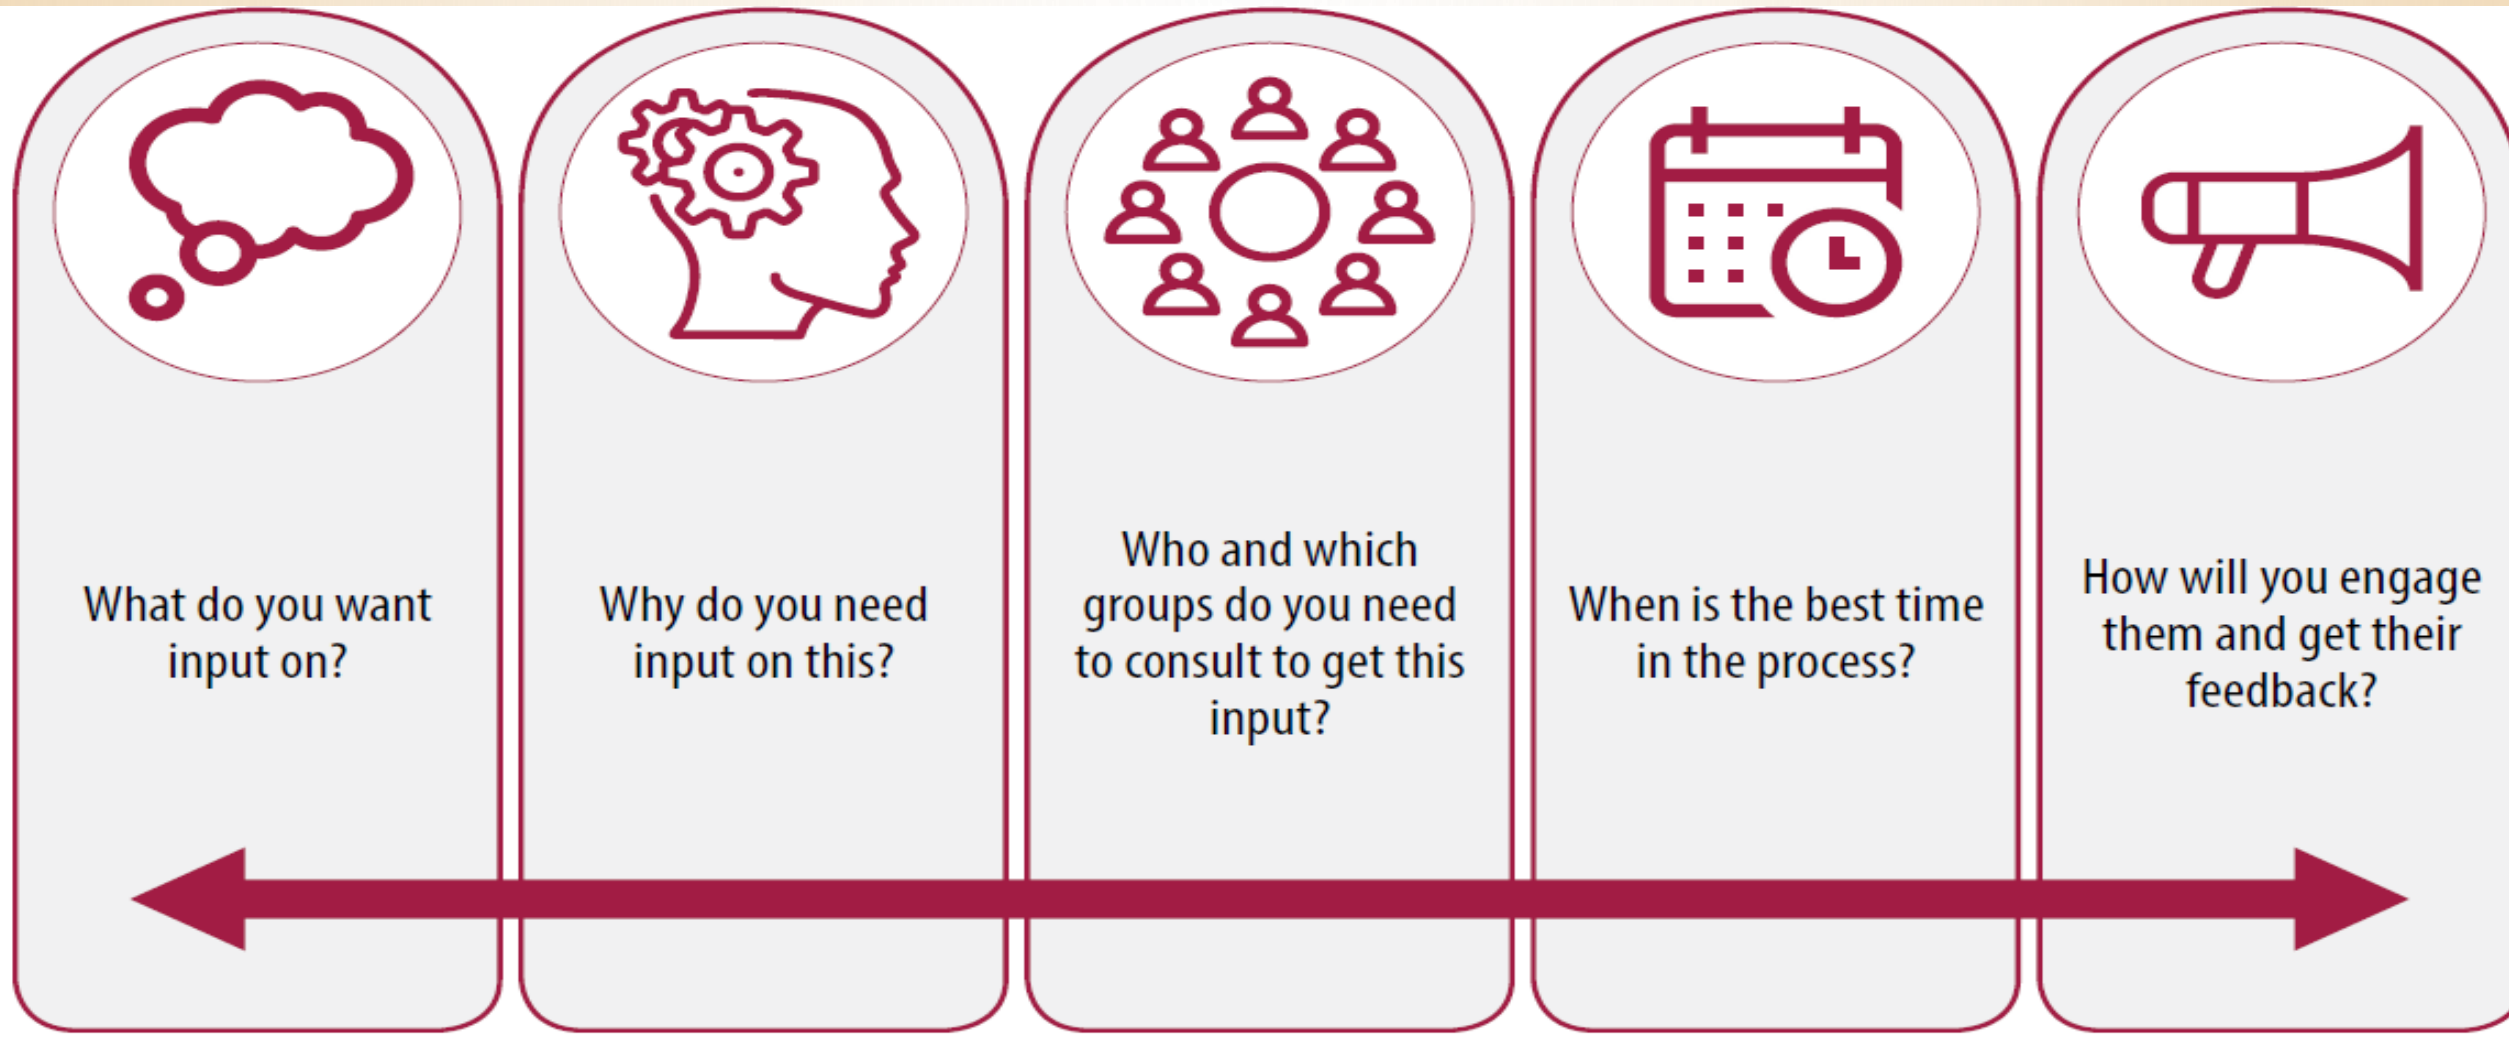 What do you want
input on?
Why do you need
input on this?
Who and which
groups do you need
to consult to get this
input?
When is the best time
in the process?
How will you engage
them and get their
feedback?